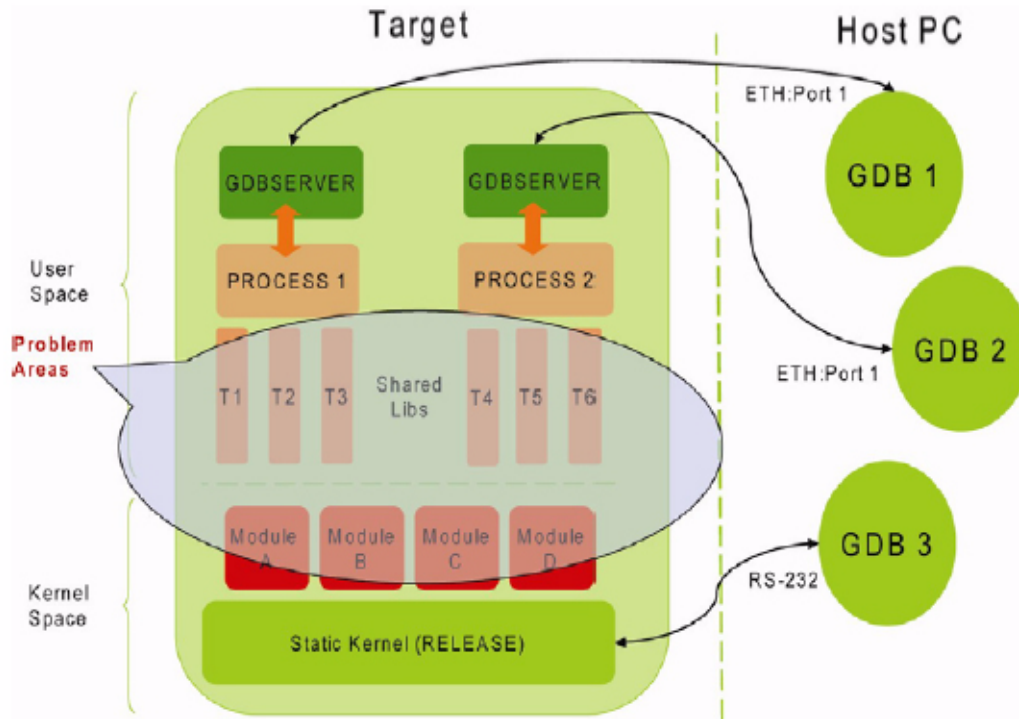 Target
Host PC
ETH:Port 1
GDB 1
GDBSERVER
GDBSERVER
User
Space
PROCESS 1
PROCESS 2
Problem
Areas
GDB 2
ETH:Port 1
T1
T2
T3
Shared
Libs
T4
T5
T6
Module
A
Module
B
Module
C
Module
D
GDB 3
RS-232
Kernel
Space
Static Kernel (RELEASE)